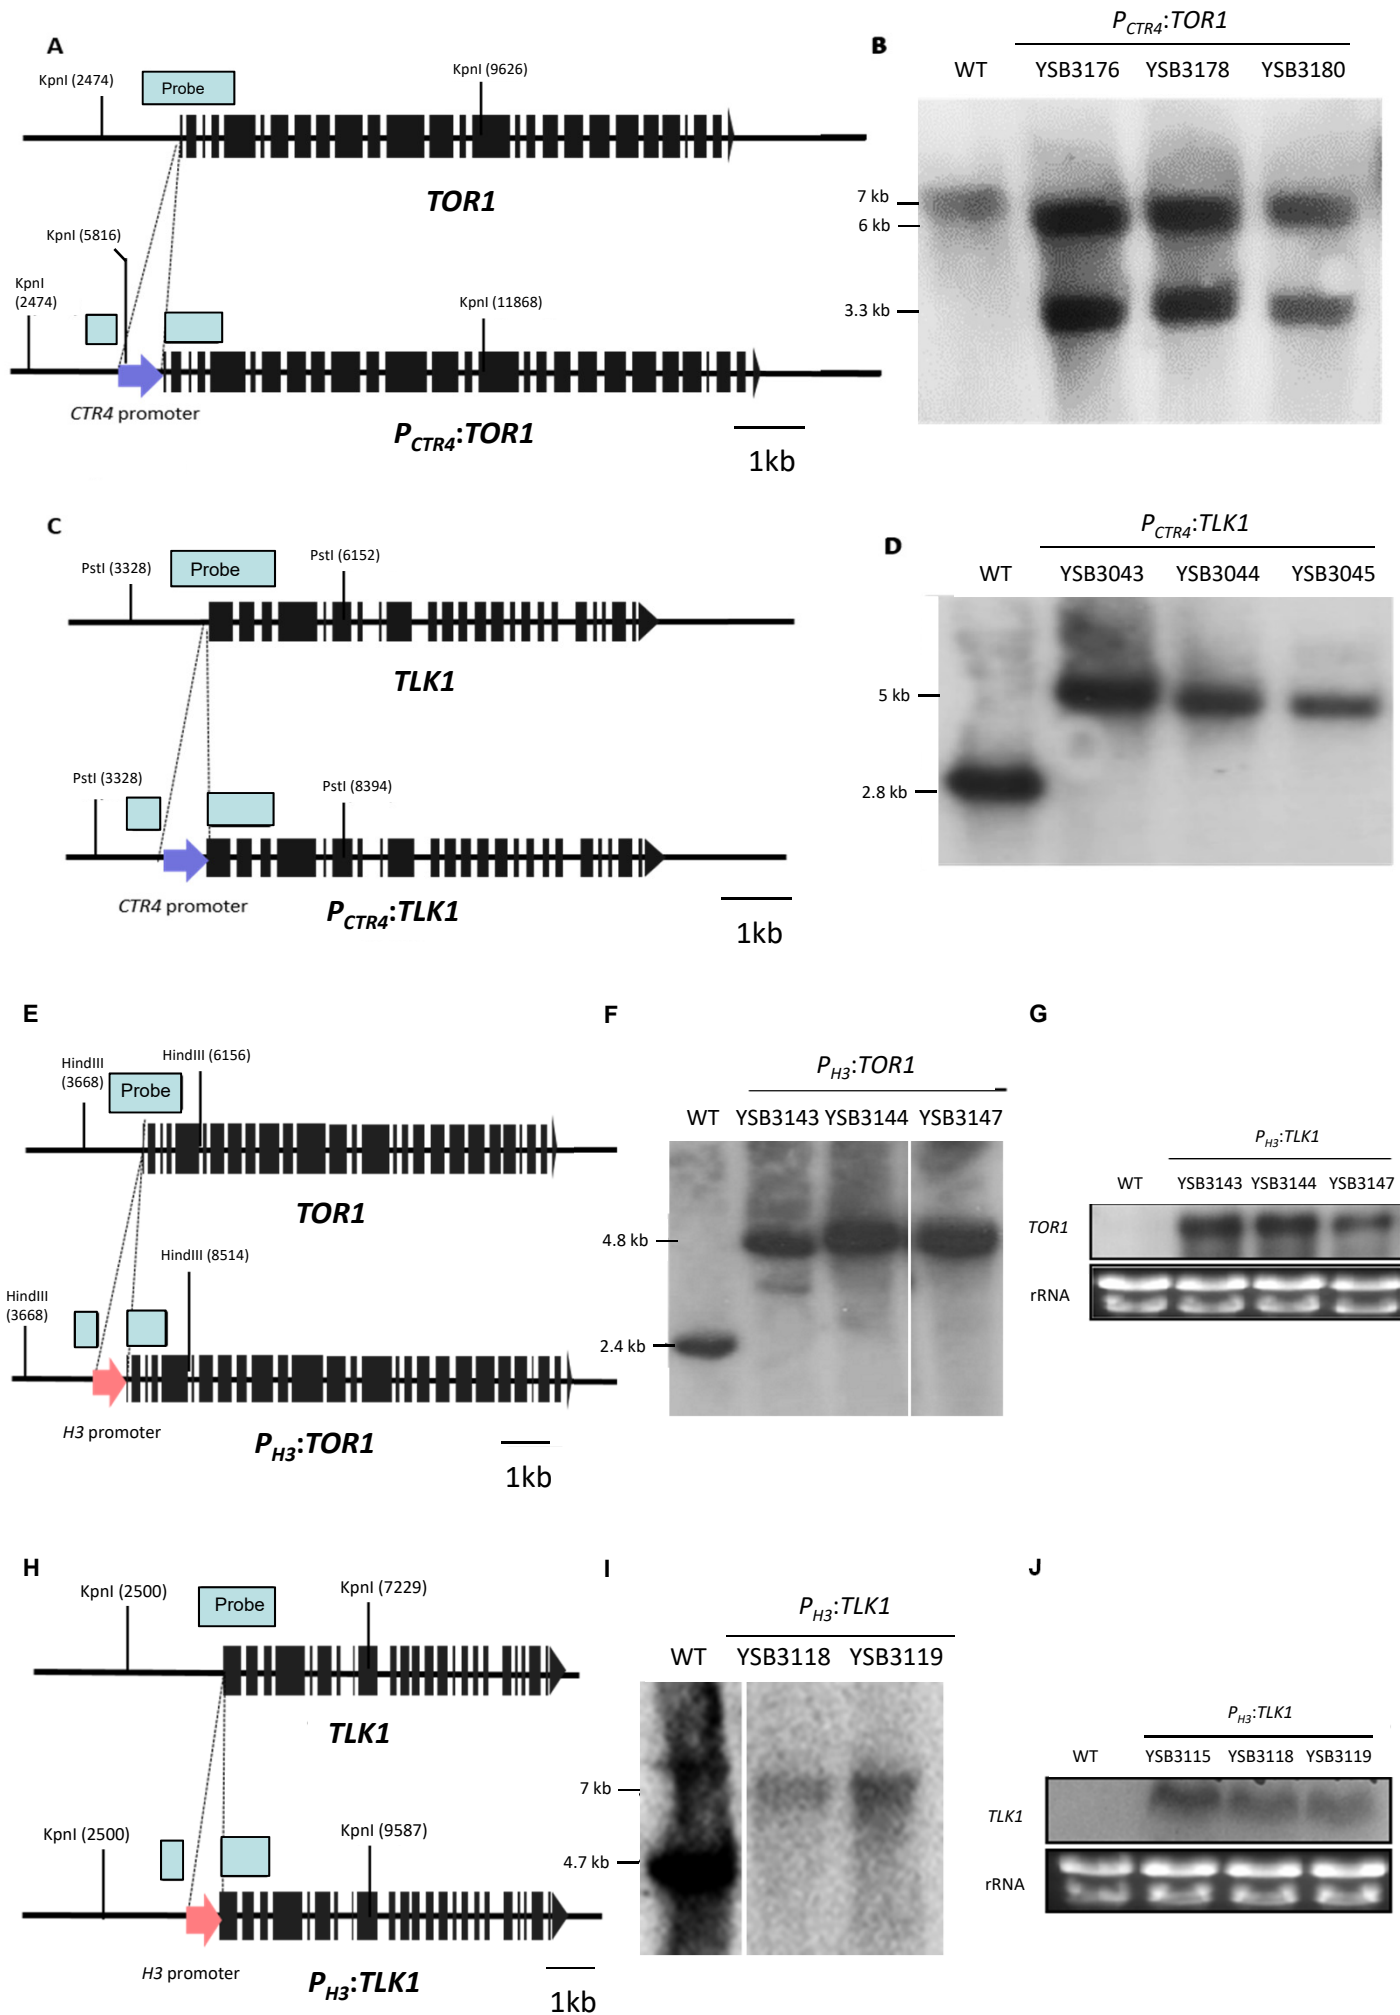 A
KpnI (2474)
Probe
KpnI (9626)
TOR1
KpnI (5816)
KpnI
(2474)
KpnI (11868)
CTR4 promoter
PCTR4:TOR1
1kb
B
PCTR4:TOR1
WT YSB3176 YSB3178 YSB3180
7 kb
6 kb
3.3 kb
C
PstI (3328)
Probe
PstI (6152)
TLK1
PstI (3328)
PstI (8394)
CTR4 promoter
PCTR4:TLK1
1kb
D
PCTR4:TLK1
WT YSB3043 YSB3044 YSB3045
5 kb
2.8 kb
E
HindIII
(3668)
Probe
HindIII (6156)
TOR1
HindIII (8514)
HindIII
(3668)
H3 promoter
PH3:TOR1
1kb
F
PH3:TOR1
WT YSB3143 YSB3144 YSB3147
4.8 kb
2.4 kb
G
PH3:TLK1
WT YSB3143 YSB3144 YSB3147
TOR1
rRNA
H
KpnI (2500)
Probe
KpnI (7229)
TLK1
KpnI (2500)
KpnI (9587)
H3 promoter
PH3:TLK1
1kb
I
PH3:TLK1
WT YSB3118 YSB3119
7 kb
4.7 kb
J
PH3:TLK1
WT YSB3115 YSB3118 YSB3119
TLK1
rRNA